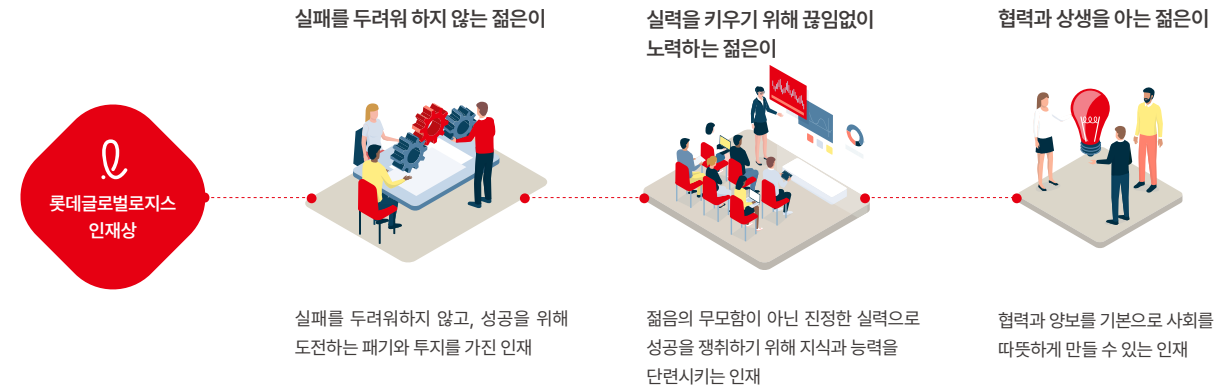 롯데글로벌로지스
인재상
실패를 두려워 하지 않는 젊은이
실패를 두려워하지 않고, 성공을 위해
도전하는 패기와 투지를 가진 인재
실력을 키우기 위해 끊임없이
노력하는 젊은이
젊음의 무모함이 아닌 진정한 실력으로
성공을 쟁취하기 위해 지식과 능력을
단련시키는 인재
협력과 상생을 아는 젊은이
협력과 양보를 기본으로 사회를
따뜻하게 만들 수 있는 인재